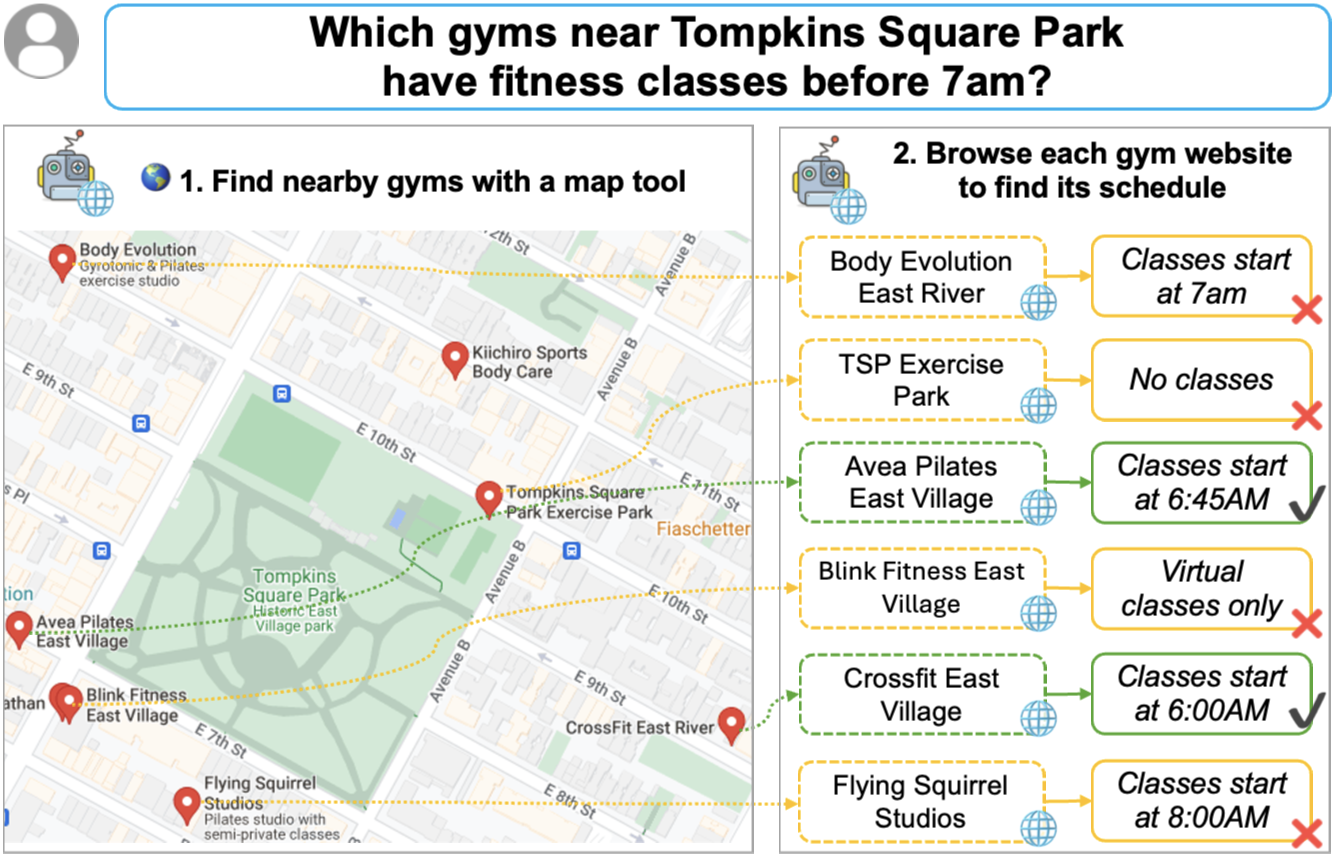 Which gyms near Tompkins Square Park
have fitness classes before 7am?
1. Find nearby gyms with a map tool
Body Evolution
Gyrotonic & Pilates
exercise studio
12th St
Avenue B
Kiichiro Sports
Body Care
Avenue B
E 9th St
E 10th St
E 11th St
s Pl
Tompkins Square
Park Exercise Park
Fiaschetter
Tompkins
Square Park
Historic East
Village park
Avenue B
E 10th St
tion
Avea Pilates
East Village
Avenue B
E 9th St
athan
Blink Fitness
East Village
CrossFit East River
E 7th St
Flying Squirrel
Studios
Pilates studio with
semi-private classes
E 8th St
2. Browse each gym website
to find its schedule
Body Evolution
East River
Classes start
at 7am
TSP Exercise
Park
No classes
Avea Pilates
East Village
Classes start
at 6:45AM
Blink Fitness East
Village
Virtual
classes only
Crossfit East
Village
Classes start
at 6:00AM
Flying Squirrel
Studios
Classes start
at 8:00AM